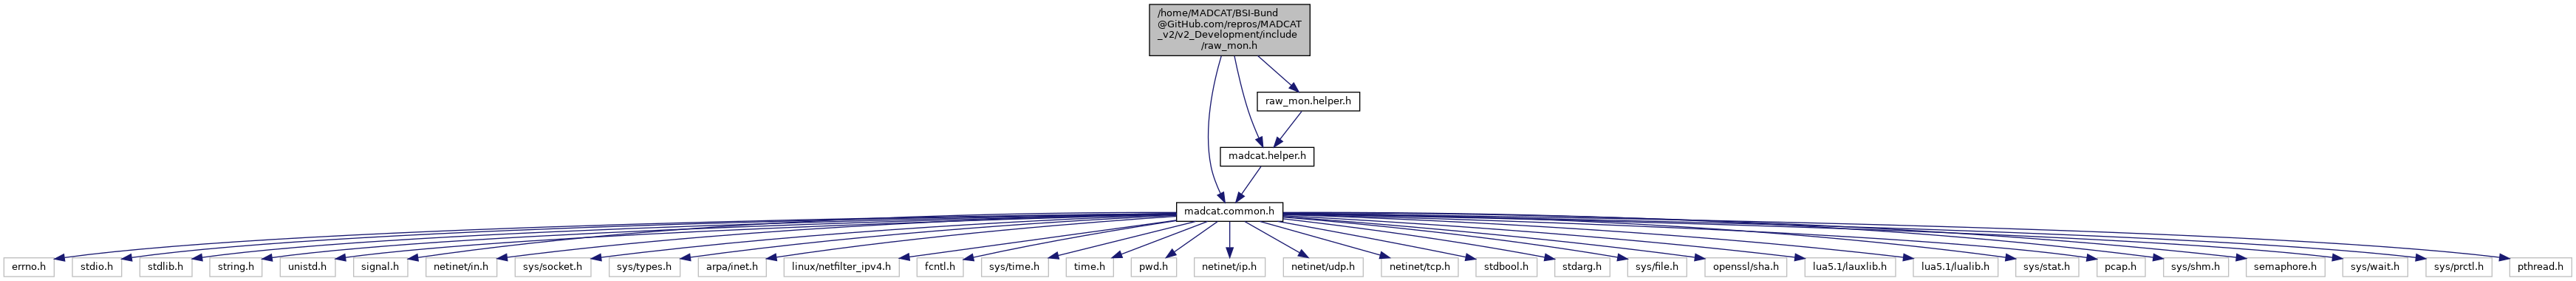 /home/MADCAT/BSI-Bund
@GitHub.com/repros/MADCAT
_v2/v2_Development/include
/raw_mon.h
raw_mon.helper.h
madcat.helper.h
madcat.common.h
errno.h
stdio.h
stdlib.h
string.h
unistd.h
signal.h
netinet/in.h
sys/socket.h
sys/types.h
arpa/inet.h
linux/netfilter_ipv4.h
fcntl.h
sys/time.h
time.h
pwd.h
netinet/ip.h
netinet/udp.h
netinet/tcp.h
stdbool.h
stdarg.h
sys/file.h
openssl/sha.h
lua5.1/lauxlib.h
lua5.1/lualib.h
sys/stat.h
pcap.h
sys/shm.h
semaphore.h
sys/wait.h
sys/prctl.h
pthread.h